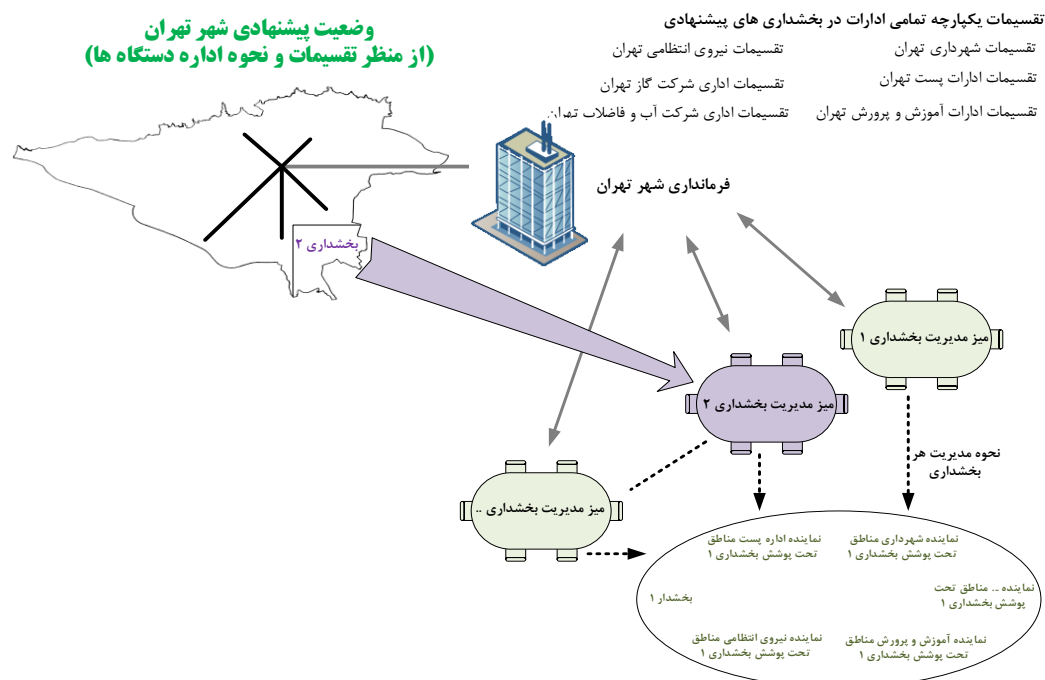 تقسیمات یکپارچه تمامی ادارات در بخشداری های پیشنهادی
تقسیمات شهرداری تهران
تقسیمات نیروی انتظامی تهران
تقسیمات ادارات پست تهران
تقسیمات اداری شرکت گاز تهران
تقسیمات ادارات آموزش و پرورش تهران
تقسیمات اداری شرکت آب و فاضلاب تهران
وضعیت پیشنهادی شهر تهران
(از منظر تقسیمات و نحوه اداره دستگاه ها)
فرمانداری شهر تهران
بخشداری ۲
میز مدیریت بخشداری ۱
میز مدیریت بخشداری ۲
میز مدیریت بخشداری ..
نحوه مدیریت هر
بخشداری
نماینده شهرداری مناطق
تحت پوشش بخشداری ۱
نماینده اداره پست مناطق
تحت پوشش بخشداری ۱
نماینده .. مناطق تحت
پوشش بخشداری ۱
بخشدار ۱
نماینده آموزش و پرورش مناطق
تحت پوشش بخشداری ۱
نماینده نیروی انتظامی مناطق
تحت پوشش بخشداری ۱